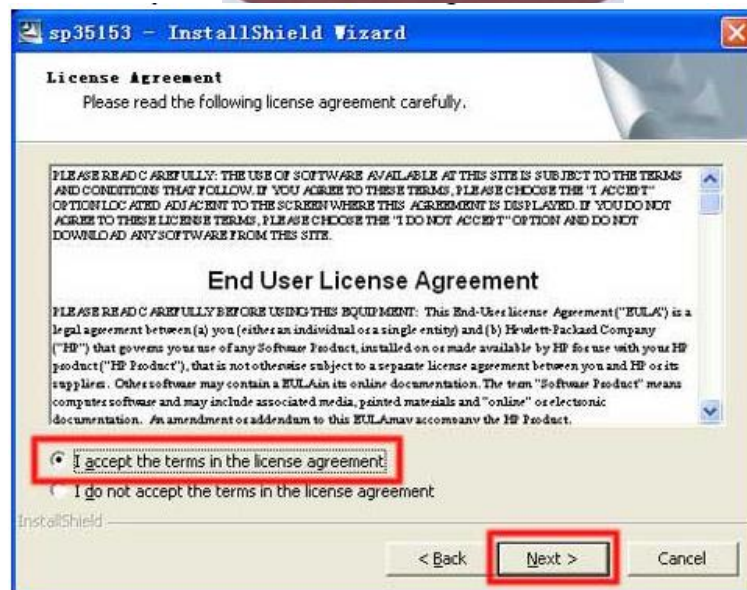 sp35153 - InstallShield Wizard
License Agreement
Please read the following license agreement carefully.
PLEASE READ CAREFULLY: THE USE OF SOFTWARE AVAILABLE AT THIS SITE IS SUBJECT TO THE TERMS
AND CONDITIONS THAT FOLLOW. IF YOU AGREE TO THESE TERMS, PLEASE CHOOSE THE "I ACCEPT"
OPTION LOCATED ADJACENT TO THE SCREEN WHERE THIS AGREEMENT IS DISPLAYED. IF YOU DO NOT
AGREE TO THESE LICENSE TERMS, PLEASE CHOOSE THE "I DO NOT ACCEPT" OPTION AND DO NOT
DOWNLOAD ANY SOFTWARE FROM THIS SITE.
End User License Agreement
PLEASE READ CAREFULLY BEFORE USING THIS EQUIPMENT: This End-User license Agreement ("EULA") is a
legal agreement between (a) you (either an individual or a single entity) and (b) Hewlett-Packard Company
("HP") that governs your use of any Software Product, installed on or made available by HP for use with your HP
product ("HP Product"), that is not otherwise subject to a separate license agreement between you and HP or its
suppliers. Other software may contain a EULA in its online documentation. The term "Software Product" means
computer software and may include associated media, printed materials and "online" or electronic
documentation. An amendment or addendum to this EULA may accompany the HP Product.
I accept the terms in the license agreement
I do not accept the terms in the license agreement
InstallShield
< Back Next > Cancel